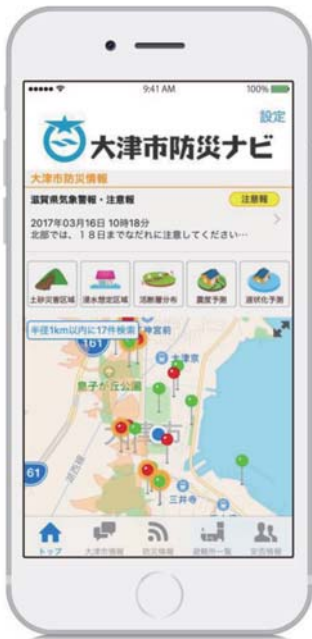 9:41 AM 100%
設定
大津市防災ナビ
大津市防災情報
滋賀県気象警報・注意報 注意報
2017年03月16日 10時18分
北部では、18日までなだれに注意してください…
土砂災害区域 浸水想定区域 活断層分布 震度予測 液状化予測
半径1km以内に17件検索 神宮前
161
大津京
皇子が丘公園
大津市
湖西線
61
三井寺
トップ 大津市情報 防災情報 避難所一覧 安否情報